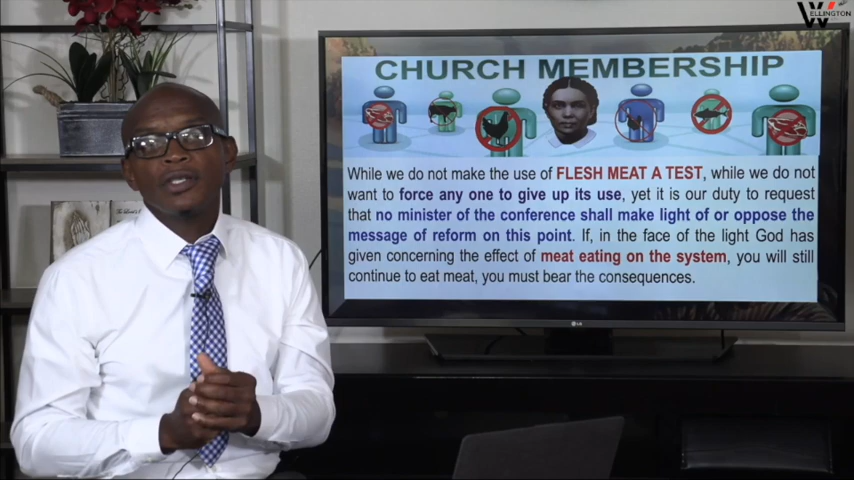 WELLINGTON
CHURCH MEMBERSHIP
While we do not make the use of FLESH MEAT A TEST, while we do not
want to force any one to give up its use, yet it is our duty to request
that no minister of the conference shall make light of or oppose the
message of reform on this point. If, in the face of the light God has
given concerning the effect of meat eating on the system, you will still
continue to eat meat, you must bear the consequences.
LG